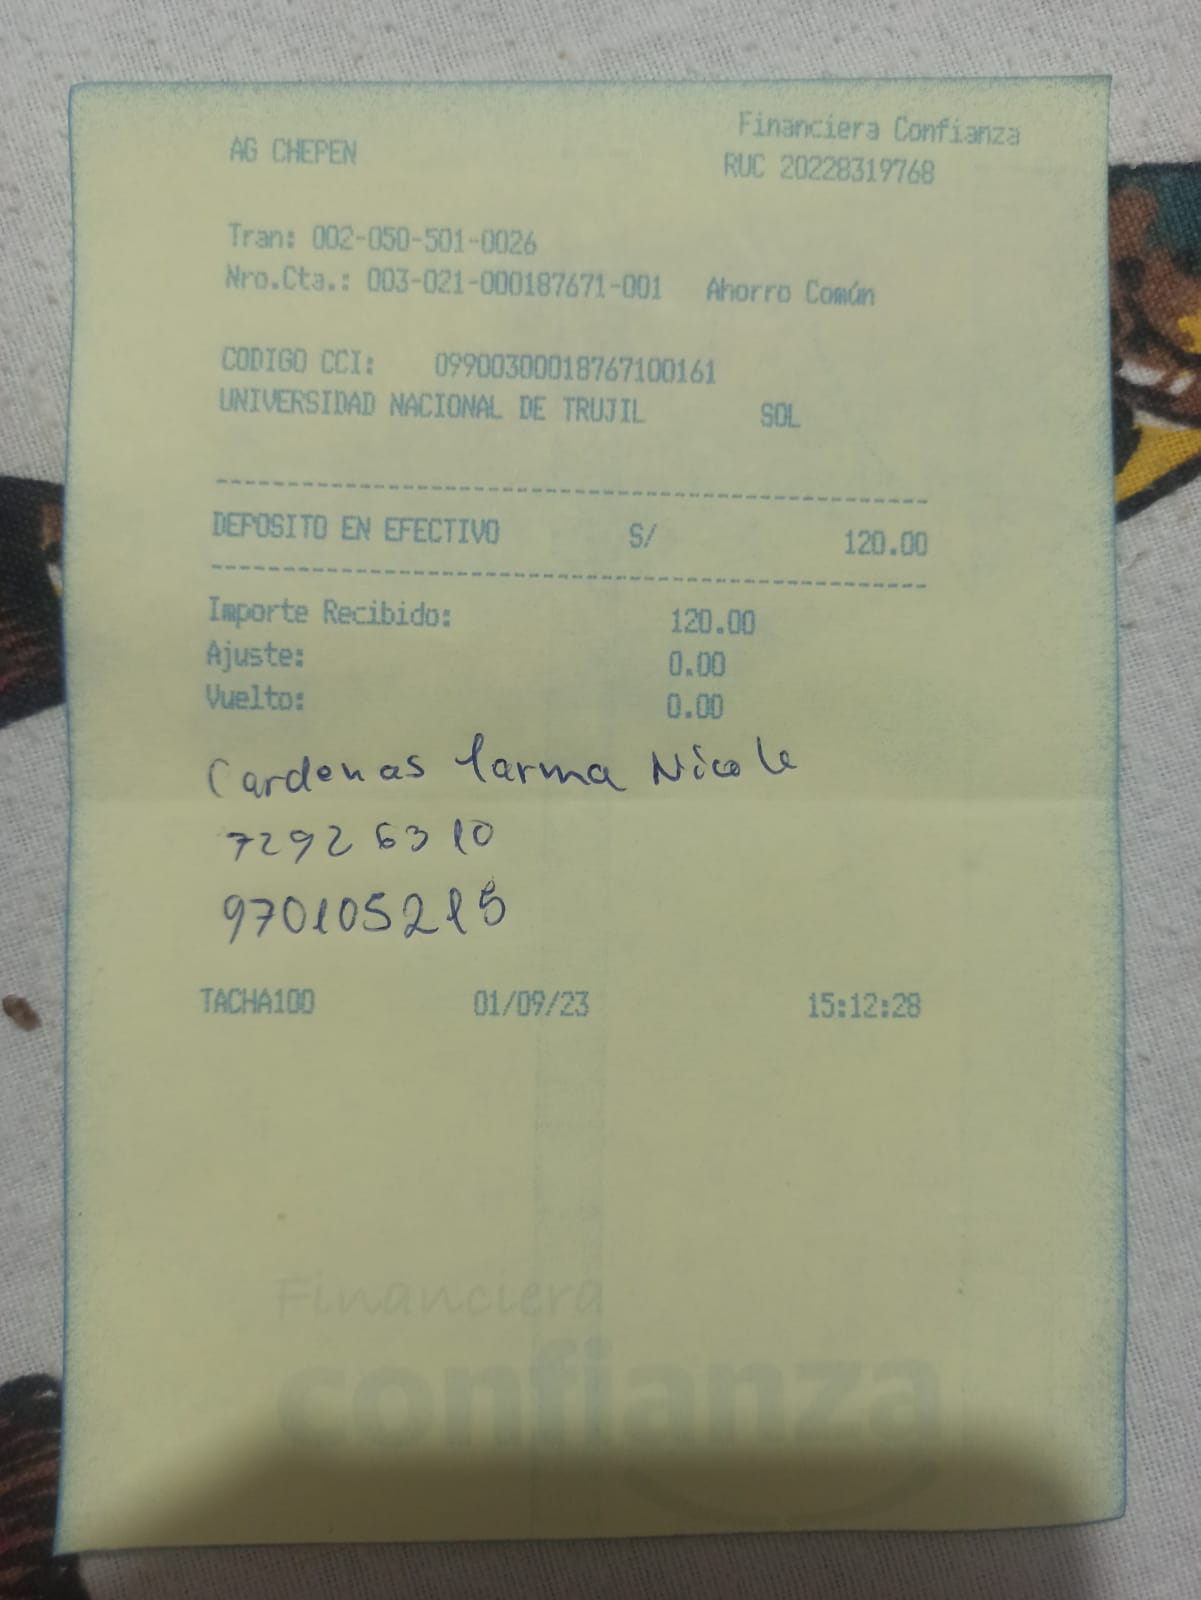 Financiera Confianza
AG CHEPEN
RUC 20228319768
Tran: 002-050-501-0026
Nro.Cta.: 003-021-000187671-001 Ahorro Común
CODIGO CCI: 09900300018767100161
UNIVERSIDAD NACIONAL DE TRUJIL SOL
DEPOSITO EN EFECTIVO S/ 120.00
Importe Recibido: 120.00
Ajuste: 0.00
Vuelto: 0.00
Cardenas Tarma Nicole
72926310
970105215
TACHA100 01/09/23 15:12:28
Financiera
confianza